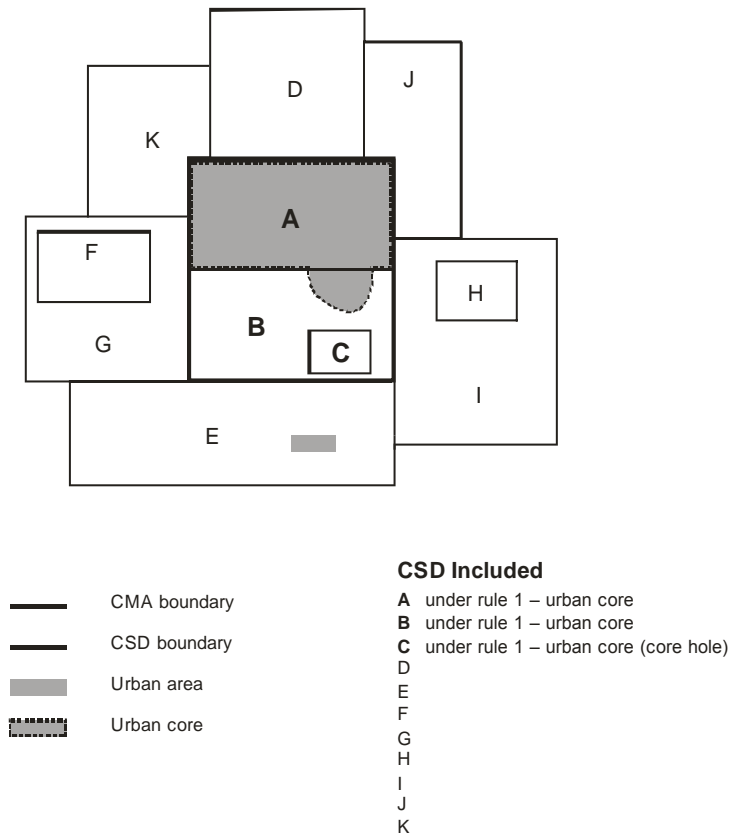 D
J
K
A
F
H
B
G
C
I
E
CSD Included
CMA boundary
A under rule 1 – urban core
B under rule 1 – urban core
CSD boundary
C under rule 1 – urban core (core hole)
D
Urban area
E
F
Urban core
G
H
I
J
K